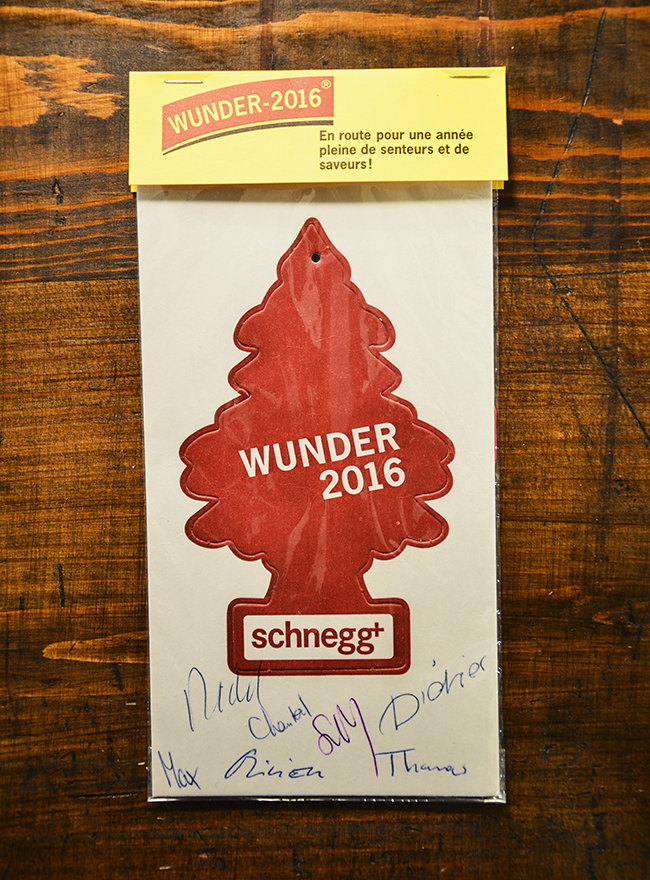 WUNDER-2016®
En route pour une année
pleine de senteurs et de
saveurs!
WUNDER
2016
schnegg+
Chantal
Didier
Max
Thomas